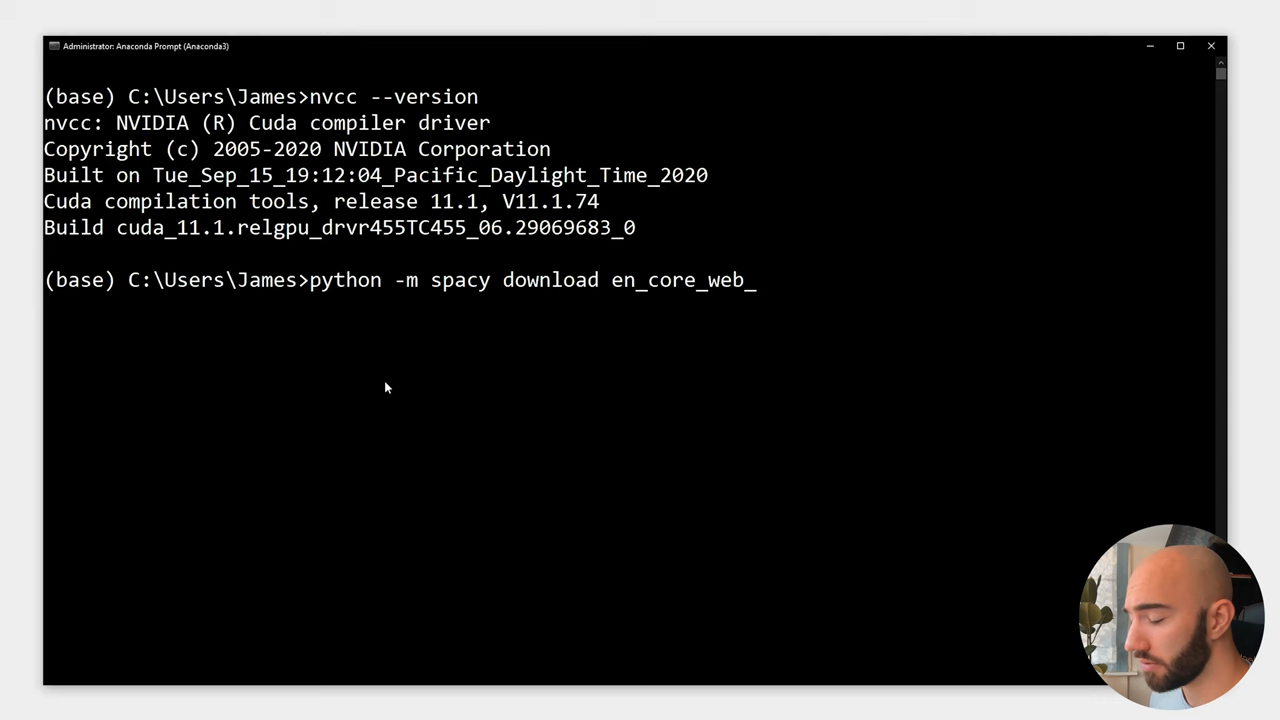 Administrator: Anaconda Prompt (Anaconda3)
(base) C:\Users\James>nvcc --version
nvcc: NVIDIA (R) Cuda compiler driver
Copyright (c) 2005-2020 NVIDIA Corporation
Built on Tue_Sep_15_19:12:04_Pacific_Daylight_Time_2020
Cuda compilation tools, release 11.1, V11.1.74
Build cuda_11.1.relgpu_drvr455TC455_06.29069683_0
(base) C:\Users\James>python -m spacy download en_core_web_